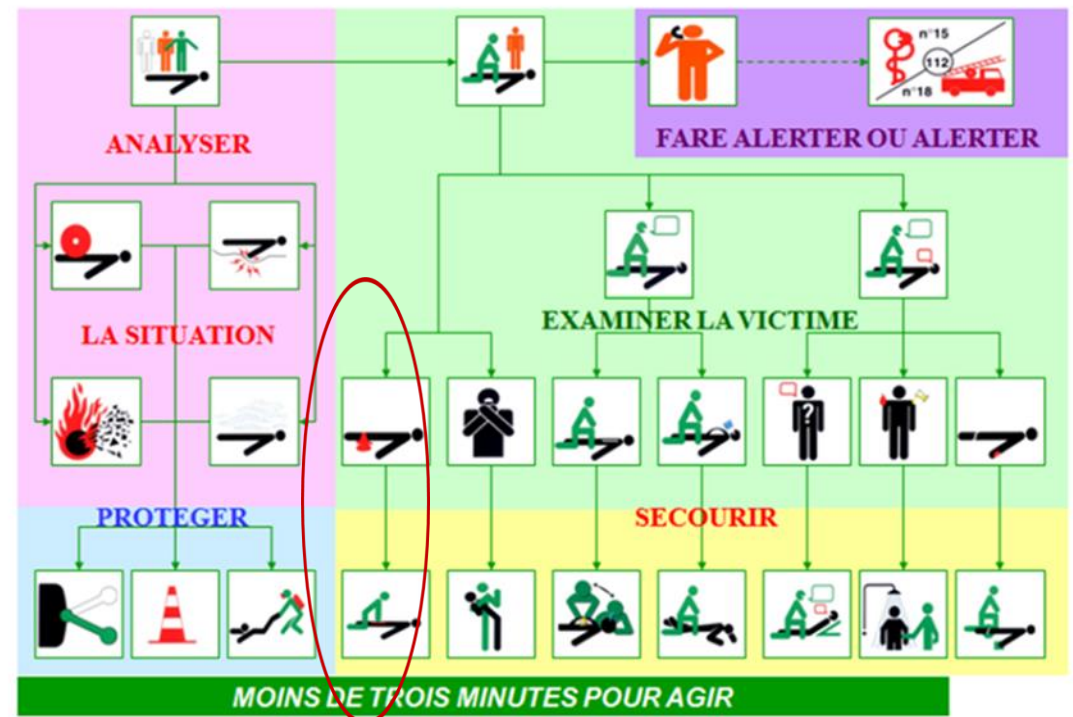 n°15
112
n°18
ANALYSER
FARE ALERTER OU ALERTER
LA SITUATION
EXAMINER LA VICTIME
?
PROTEGER
SECOURIR
MOINS DE TROIS MINUTES POUR AGIR